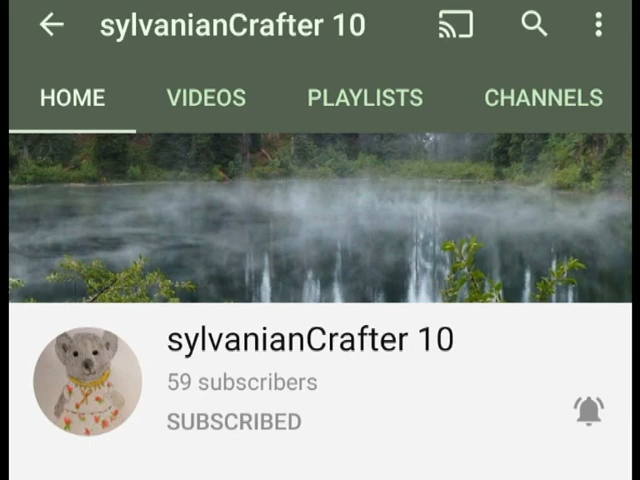 sylvanianCrafter 10
HOME VIDEOS PLAYLISTS CHANNELS
sylvanianCrafter 10
59 subscribers
SUBSCRIBED